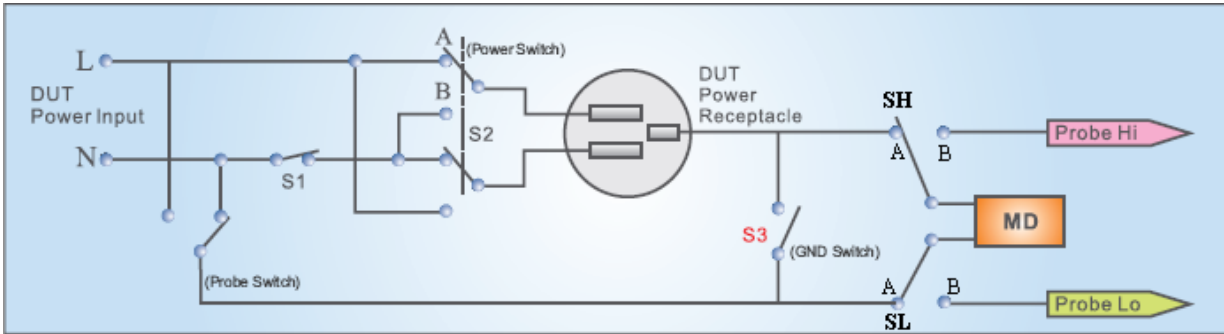 L
DUT
Power Input
N
S1
A
(Power Switch)
B
S2
(Probe Switch)
DUT
Power
Receptacle
S3
(GND Switch)
SH
A
B
Probe Hi
MD
A
B
SL
Probe Lo